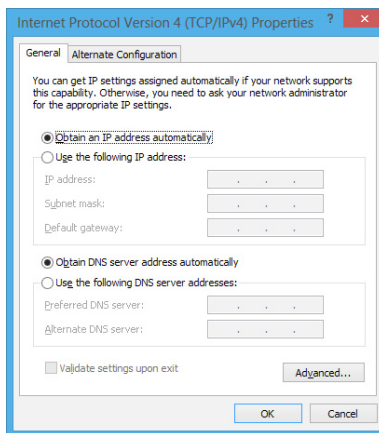 Internet Protocol Version 4 (TCP/IPv4) Properties ? ×
General Alternate Configuration
You can get IP settings assigned automatically if your network supports
this capability. Otherwise, you need to ask your network administrator
for the appropriate IP settings.
Obtain an IP address automatically
Use the following IP address:
IP address:
Subnet mask:
Default gateway:
Obtain DNS server address automatically
Use the following DNS server addresses:
Preferred DNS server:
Alternate DNS server:
Validate settings upon exit
Advanced...
OK Cancel